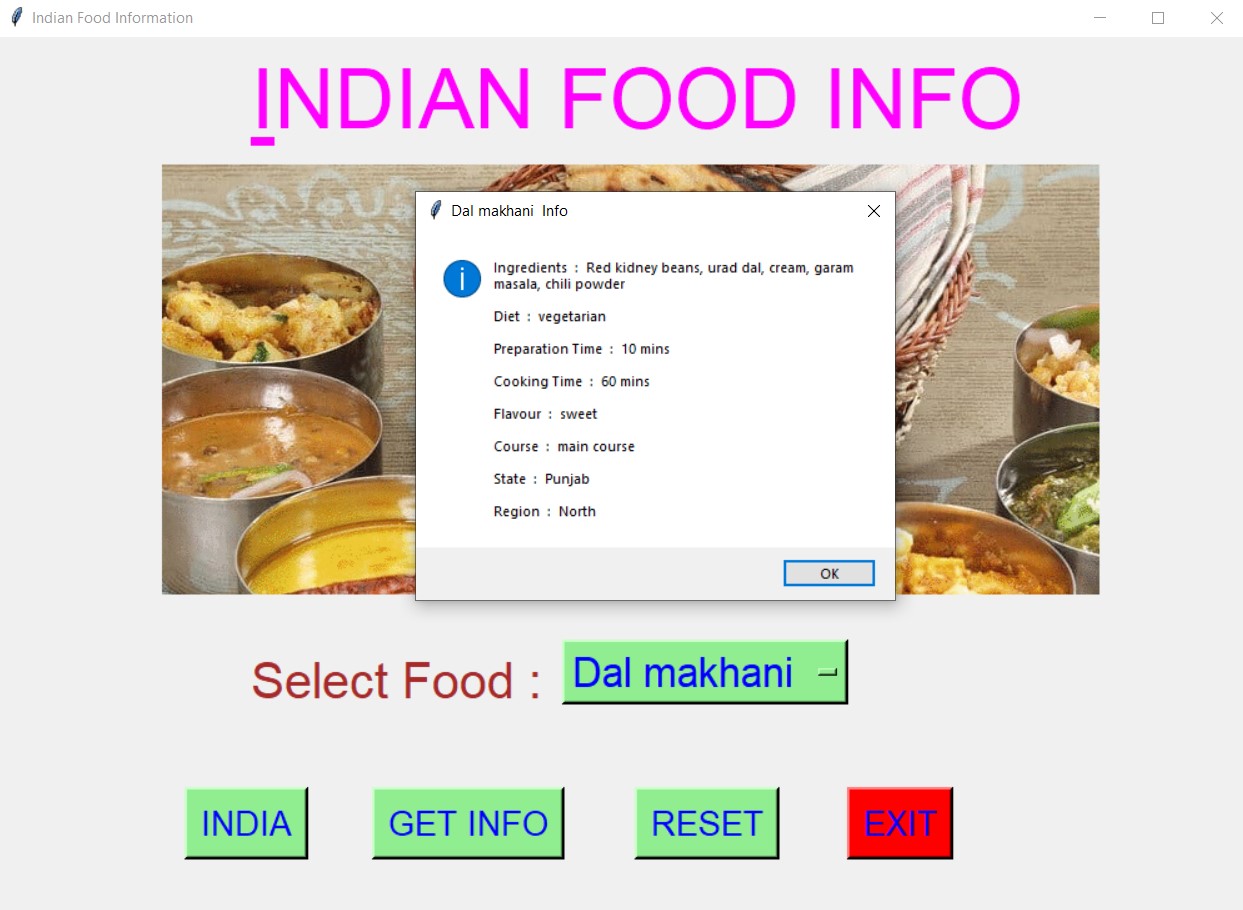 Indian Food Information
INDIAN FOOD INFO
Dal makhani  Info
Ingredients  :  Red kidney beans, urad dal, cream, garam
masala, chili powder
Diet  :  vegetarian
Preparation Time  :  10 mins
Cooking Time  :  60 mins
Flavour  :  sweet
Course  :  main course
State  :  Punjab
Region  :  North
OK
Select Food : Dal makhani
INDIA GET INFO RESET EXIT